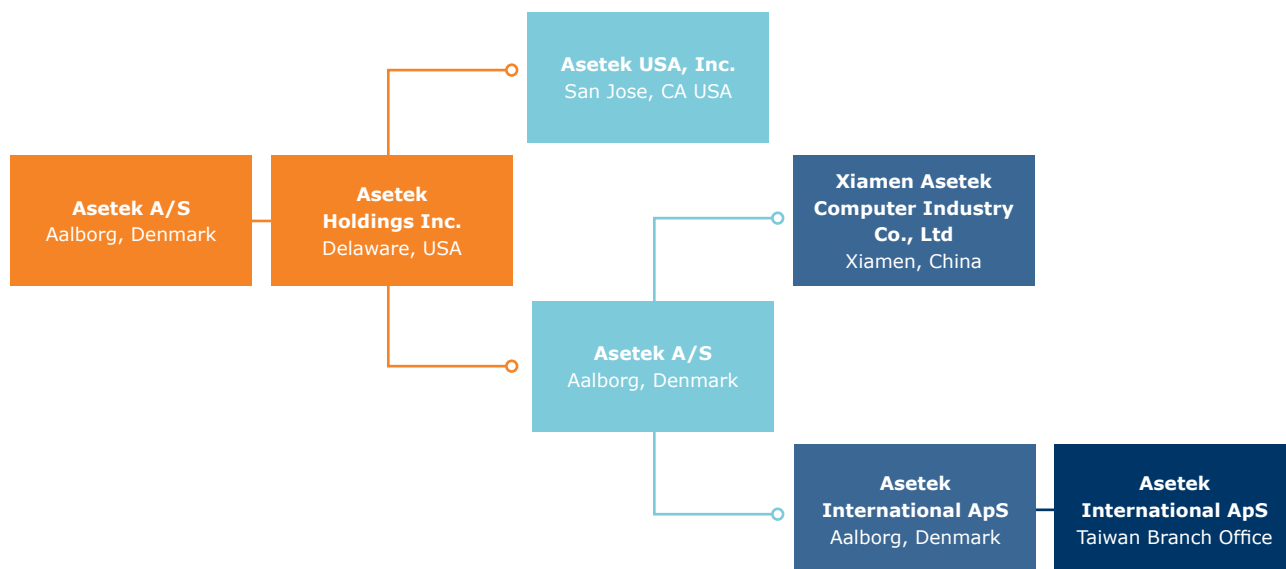 Asetek USA, Inc.
San Jose, CA USA
Asetek A/S
Aalborg, Denmark
Asetek
Holdings Inc.
Delaware, USA
Xiamen Asetek
Computer Industry
Co., Ltd
Xiamen, China
Asetek A/S
Aalborg, Denmark
Asetek
International ApS
Aalborg, Denmark
Asetek
International ApS
Taiwan Branch Office